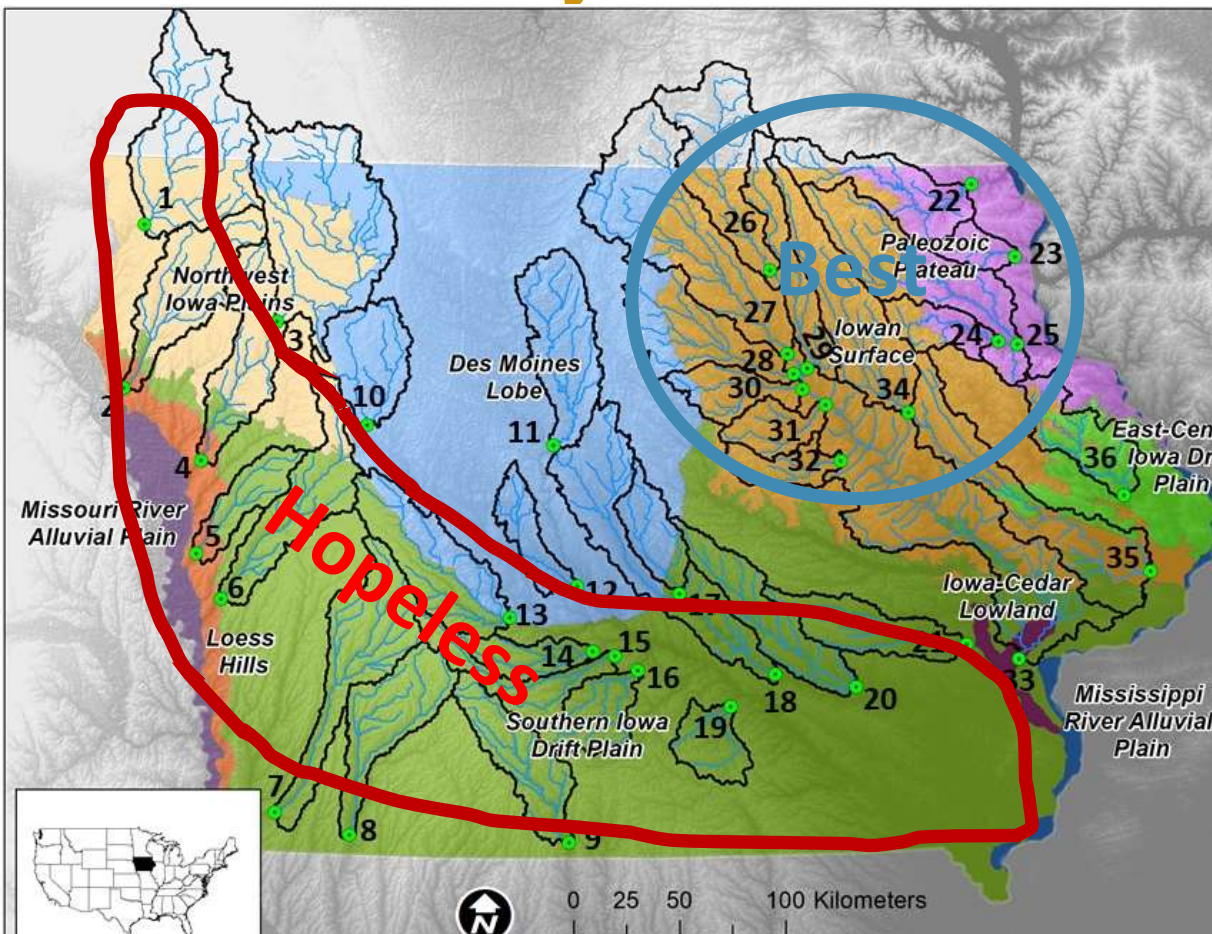 1
22
26
Paleozoic
Plateau
23
Best
Northwest
Iowa Plains
27
3
29
Iowan
Surface
24
25
Des Moines
Lobe
28
2
10
30
34
11
31
East-Cen
Iowa Dr
Plain
4
32
36
Hopeless
Missouri River
Alluvial Plain
5
35
6
12
17
Iowa-Cedar
Lowland
13
Loess
Hills
14
15
16
21
33
18
20
19
Southern Iowa
Drift Plain
Mississippi
River Alluvial
Plain
7
8
9
N
0 25 50 100 Kilometers